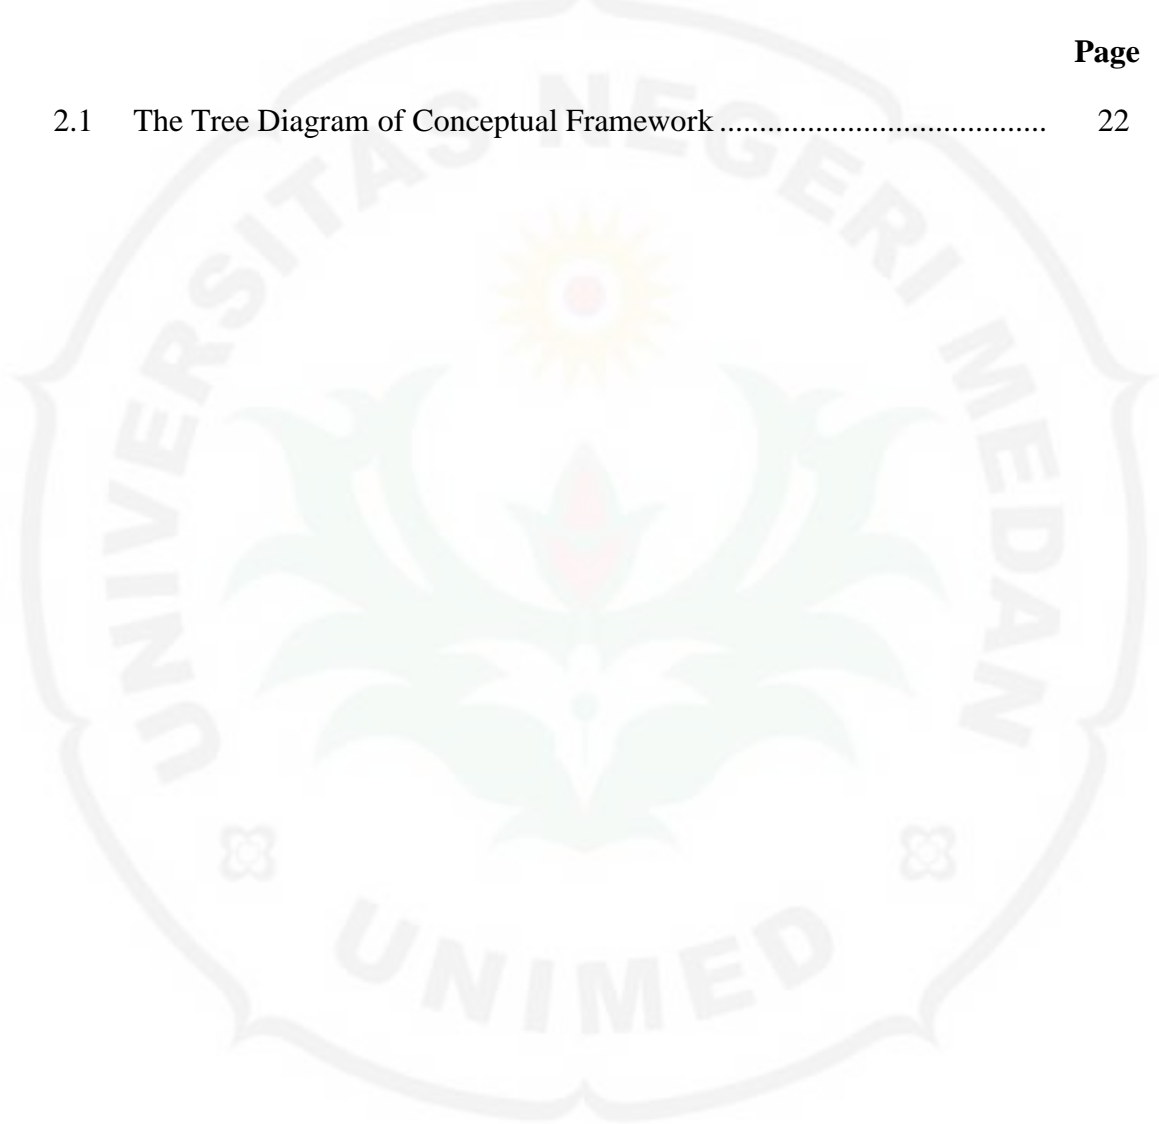 Page
2.1 The Tree Diagram of Conceptual Framework ......................................... 22
UNIVERSITAS NEGERI MEDAN
UNIMED